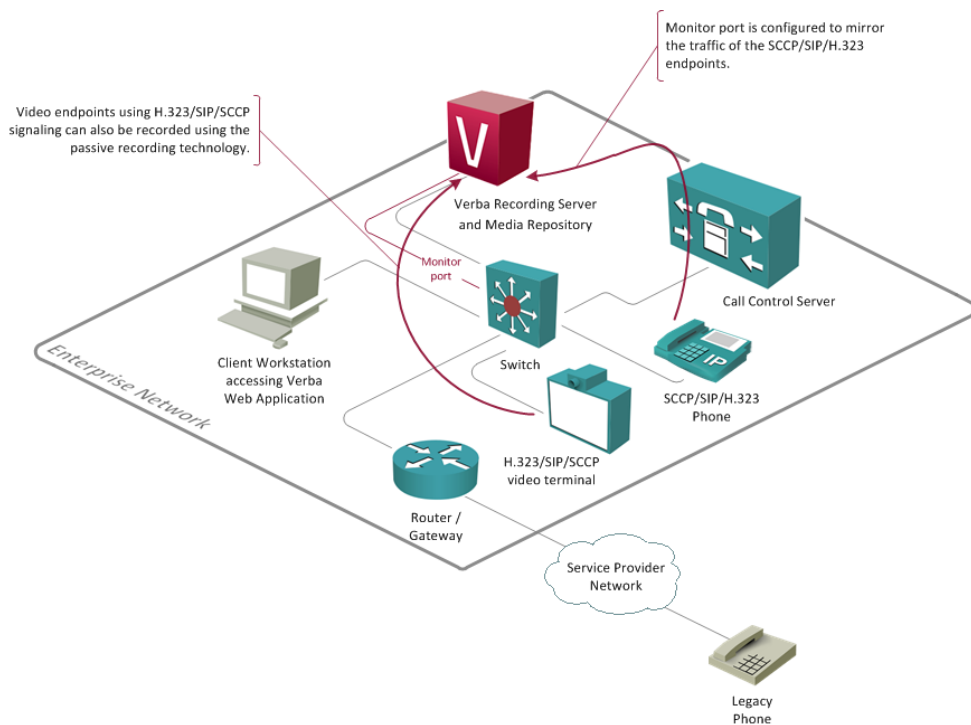 Monitor port is configured to mirror
the traffic of the SCCP/SIP/H.323
endpoints.
Video endpoints using H.323/SIP/SCCP
signaling can also be recorded using the
passive recording technology.
V
Verba Recording Server
and Media Repository
Monitor
port
Call Control Server
Client Workstation
accessing Verba
Web Application
Switch
IP
SCCP/SIP/H.323
Phone
Enterprise Network
H.323/SIP/SCCP
video terminal
Router /
Gateway
Service Provider
Network
Legacy
Phone